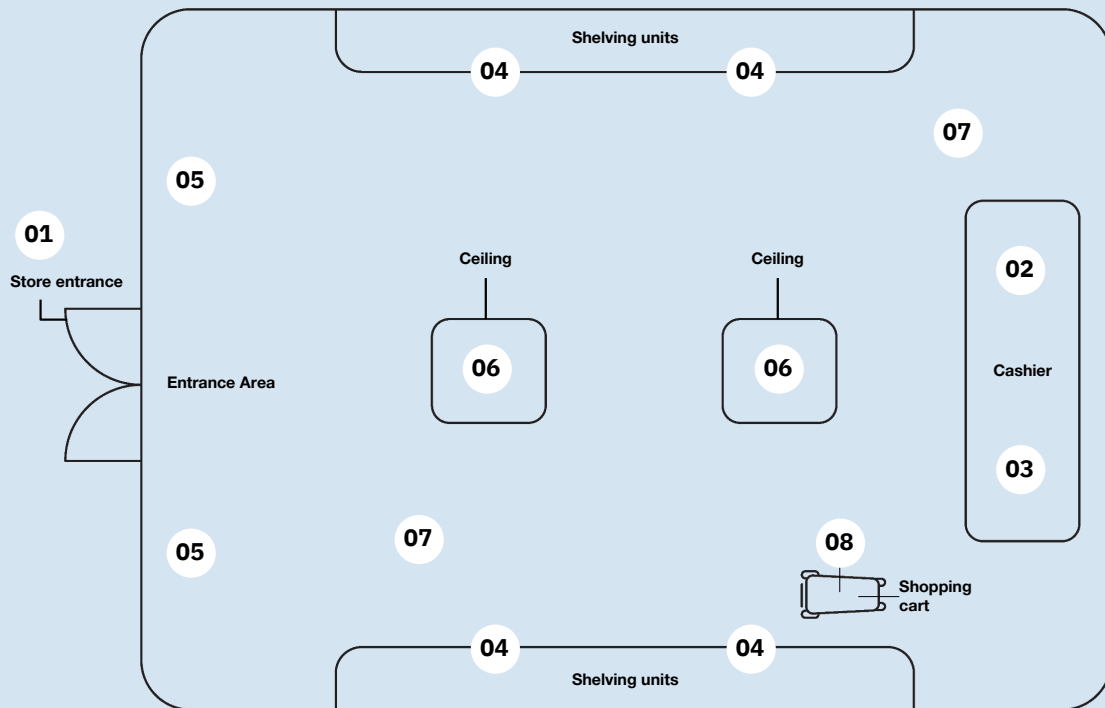 Shelving units
04
04
07
05
01
Store entrance
02
Ceiling
Ceiling
06
06
Entrance Area
Cashier
03
07
08
05
Shopping
cart
04
04
Shelving units